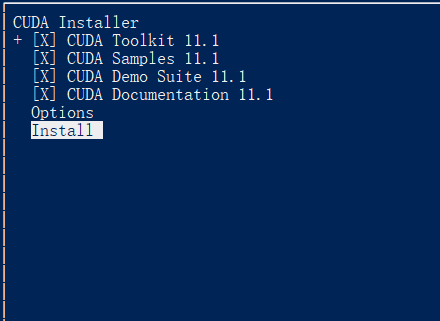 CUDA Installer
+ [X] CUDA Toolkit 11.1
[X] CUDA Samples 11.1
[X] CUDA Demo Suite 11.1
[X] CUDA Documentation 11.1
Options
Install